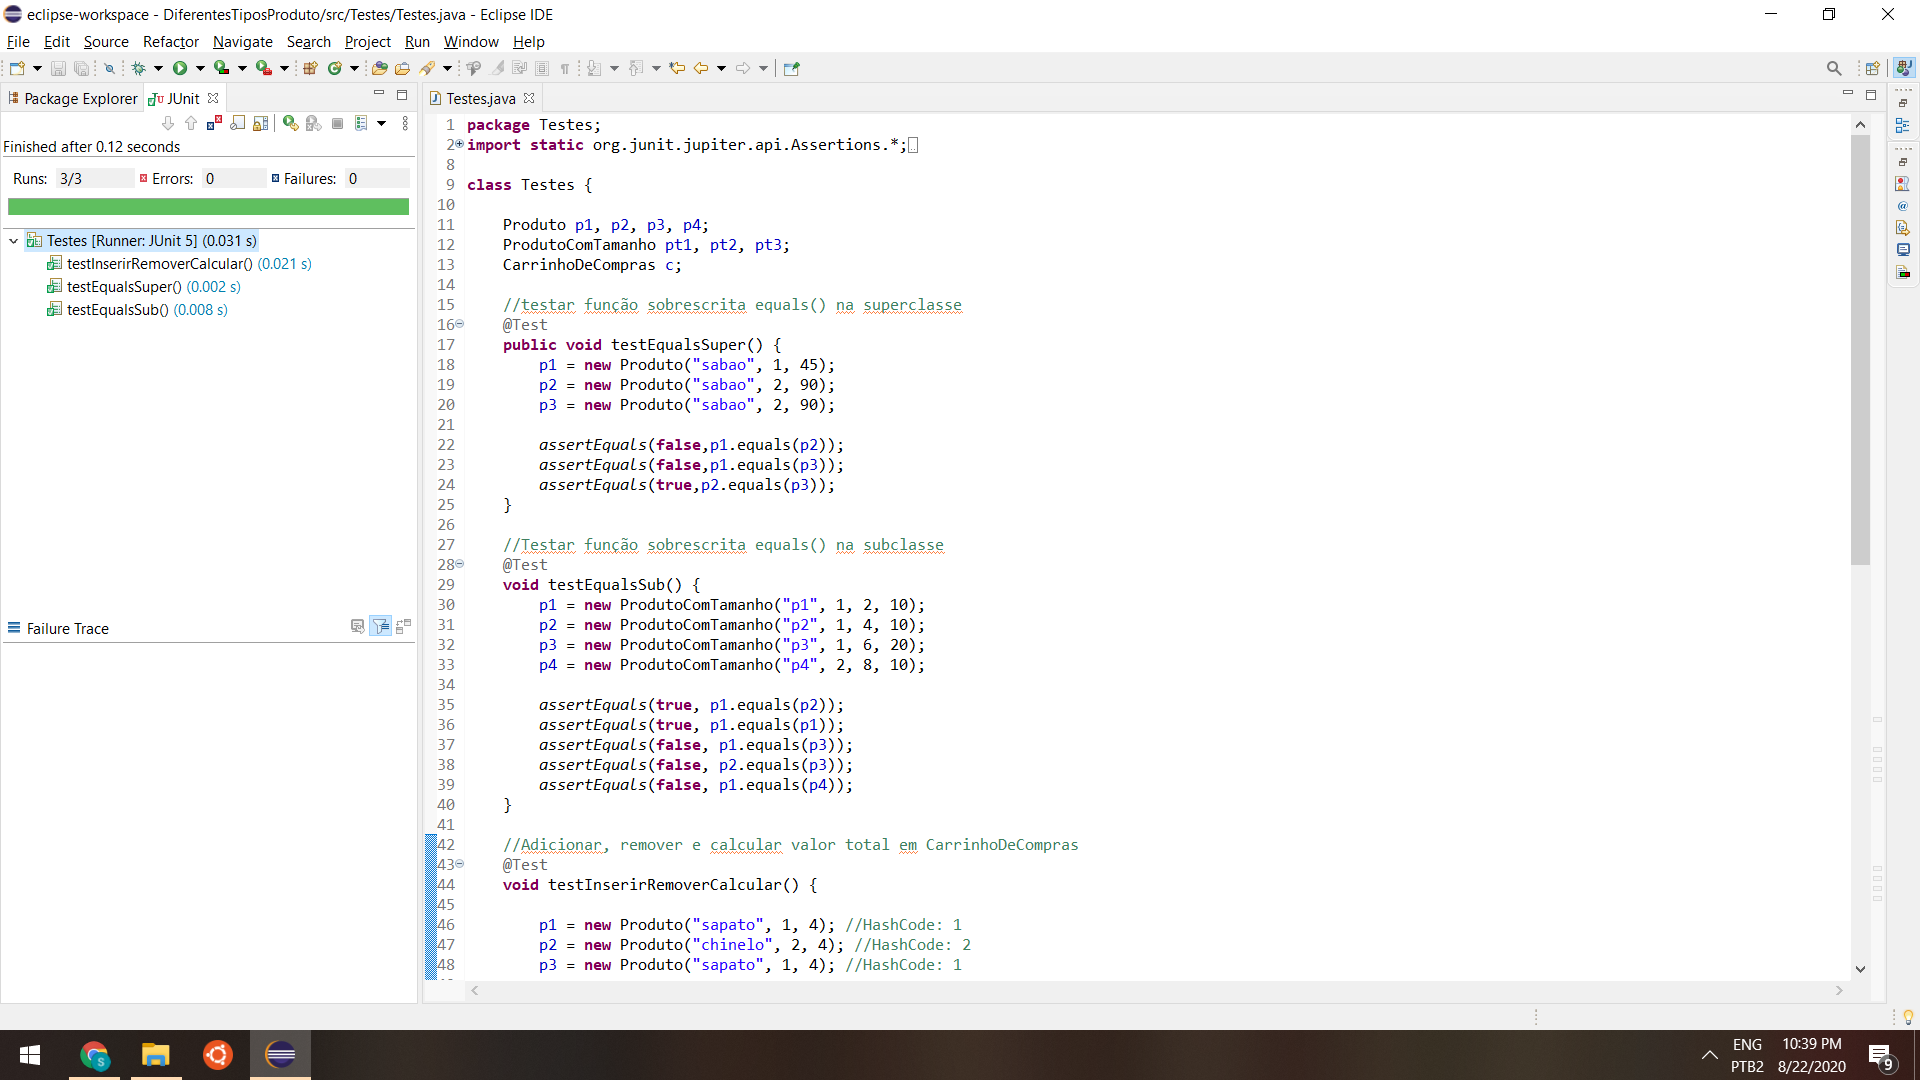 eclipse-workspace - DiferentesTiposProduto/src/Testes/Testes.java - Eclipse IDE
File Edit Source Refactor Navigate Search Project Run Window Help
Package Explorer JUnit
Finished after 0.12 seconds
Runs: 3/3 Errors: 0 Failures: 0
Testes [Runner: JUnit 5] (0.031 s)
testInserirRemoverCalcular() (0.021 s)
testEqualsSuper() (0.002 s)
testEqualsSub() (0.008 s)
Failure Trace
Testes.java
1 package Testes;
2 import static org.junit.jupiter.api.Assertions.*;
8
9 class Testes {
10
11 Produto p1, p2, p3, p4;
12 ProdutoComTamanho pt1, pt2, pt3;
13 CarrinhoDeCompras c;
14
15 //testar função sobrescrita equals() na superclasse
16 @Test
17 public void testEqualsSuper() {
18 p1 = new Produto("sabao", 1, 45);
19 p2 = new Produto("sabao", 2, 90);
20 p3 = new Produto("sabao", 2, 90);
21
22 assertEquals(false,p1.equals(p2));
23 assertEquals(false,p1.equals(p3));
24 assertEquals(true,p2.equals(p3));
25 }
26
27 //Testar função sobrescrita equals() na subclasse
28 @Test
29 void testEqualsSub() {
30 p1 = new ProdutoComTamanho("p1", 1, 2, 10);
31 p2 = new ProdutoComTamanho("p2", 1, 4, 10);
32 p3 = new ProdutoComTamanho("p3", 1, 6, 20);
33 p4 = new ProdutoComTamanho("p4", 2, 8, 10);
34
35 assertEquals(true, p1.equals(p2));
36 assertEquals(true, p1.equals(p1));
37 assertEquals(false, p1.equals(p3));
38 assertEquals(false, p2.equals(p3));
39 assertEquals(false, p1.equals(p4));
40 }
41
42 //Adicionar, remover e calcular valor total em CarrinhoDeCompras
43 @Test
44 void testInserirRemoverCalcular() {
45
46 p1 = new Produto("sapato", 1, 4); //HashCode: 1
47 p2 = new Produto("chinelo", 2, 4); //HashCode: 2
48 p3 = new Produto("sapato", 1, 4); //HashCode: 1
ENG 10:39 PM
PTB2 8/22/2020
9